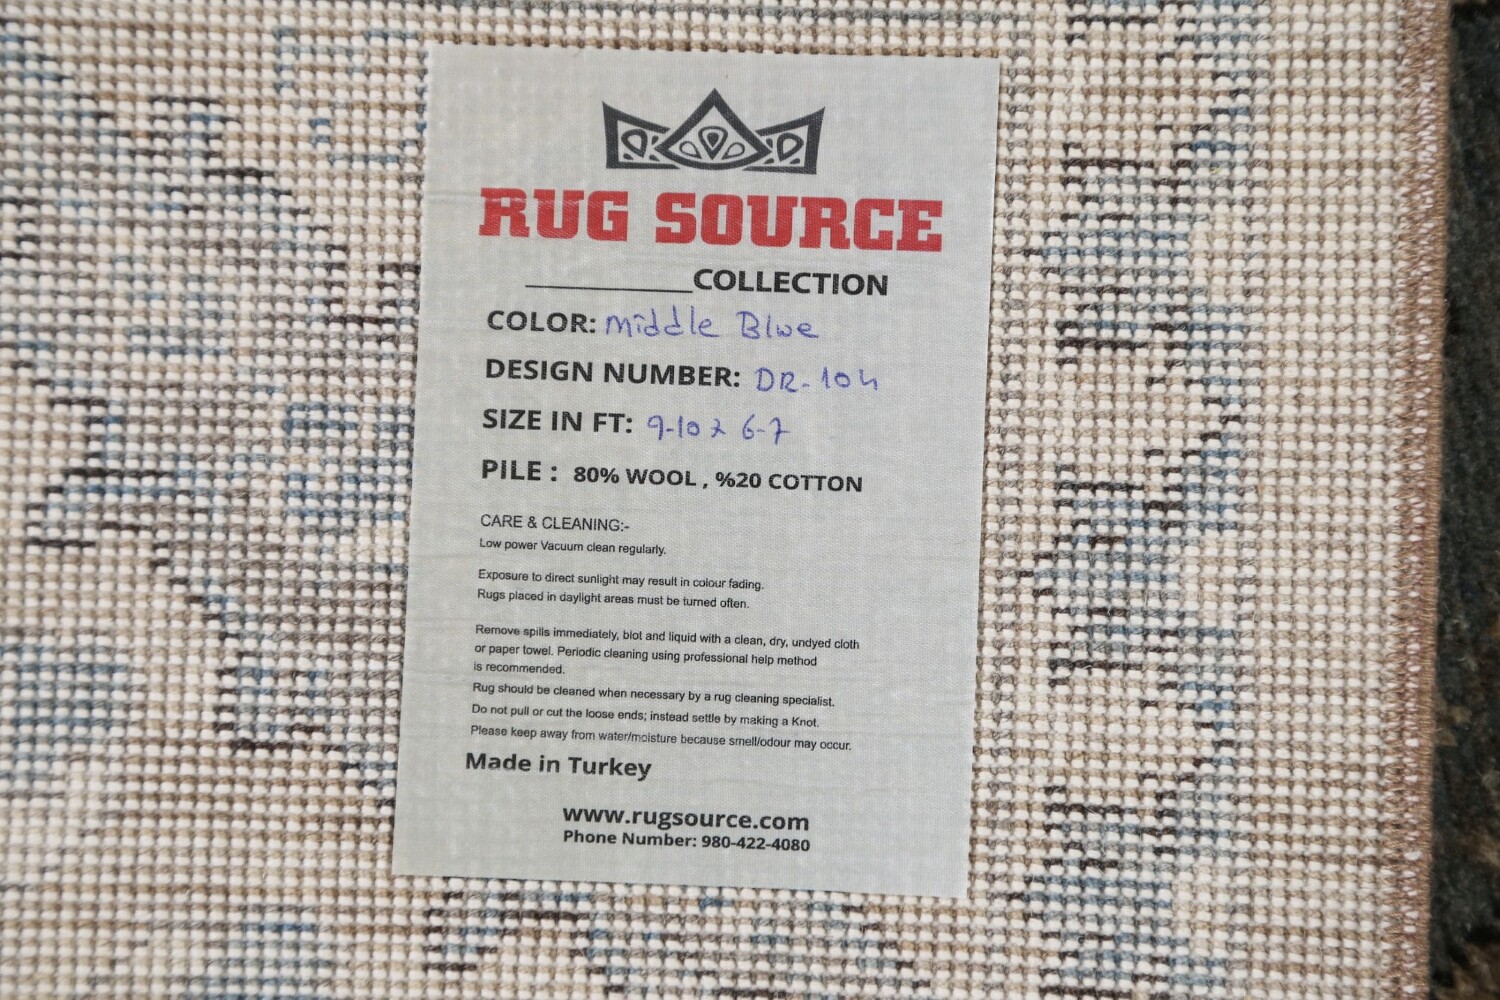 RUG SOURCE
__________COLLECTION
COLOR: Middle Blue
DESIGN NUMBER: DR-104
SIZE IN FT: 9-10 x 6-7
PILE : 80% WOOL , %20 COTTON
CARE & CLEANING:-
Low power Vacuum clean regularly.
Exposure to direct sunlight may result in colour fading.
Rugs placed in daylight areas must be turned often.
Remove spills immediately, blot and liquid with a clean, dry, undyed cloth
or paper towel. Periodic cleaning using professional help method
is recommended.
Rug should be cleaned when necessary by a rug cleaning specialist.
Do not pull or cut the loose ends; instead settle by making a Knot.
Please keep away from water/moisture because smell/odour may occur.
Made in Turkey
www.rugsource.com
Phone Number: 980-422-4080